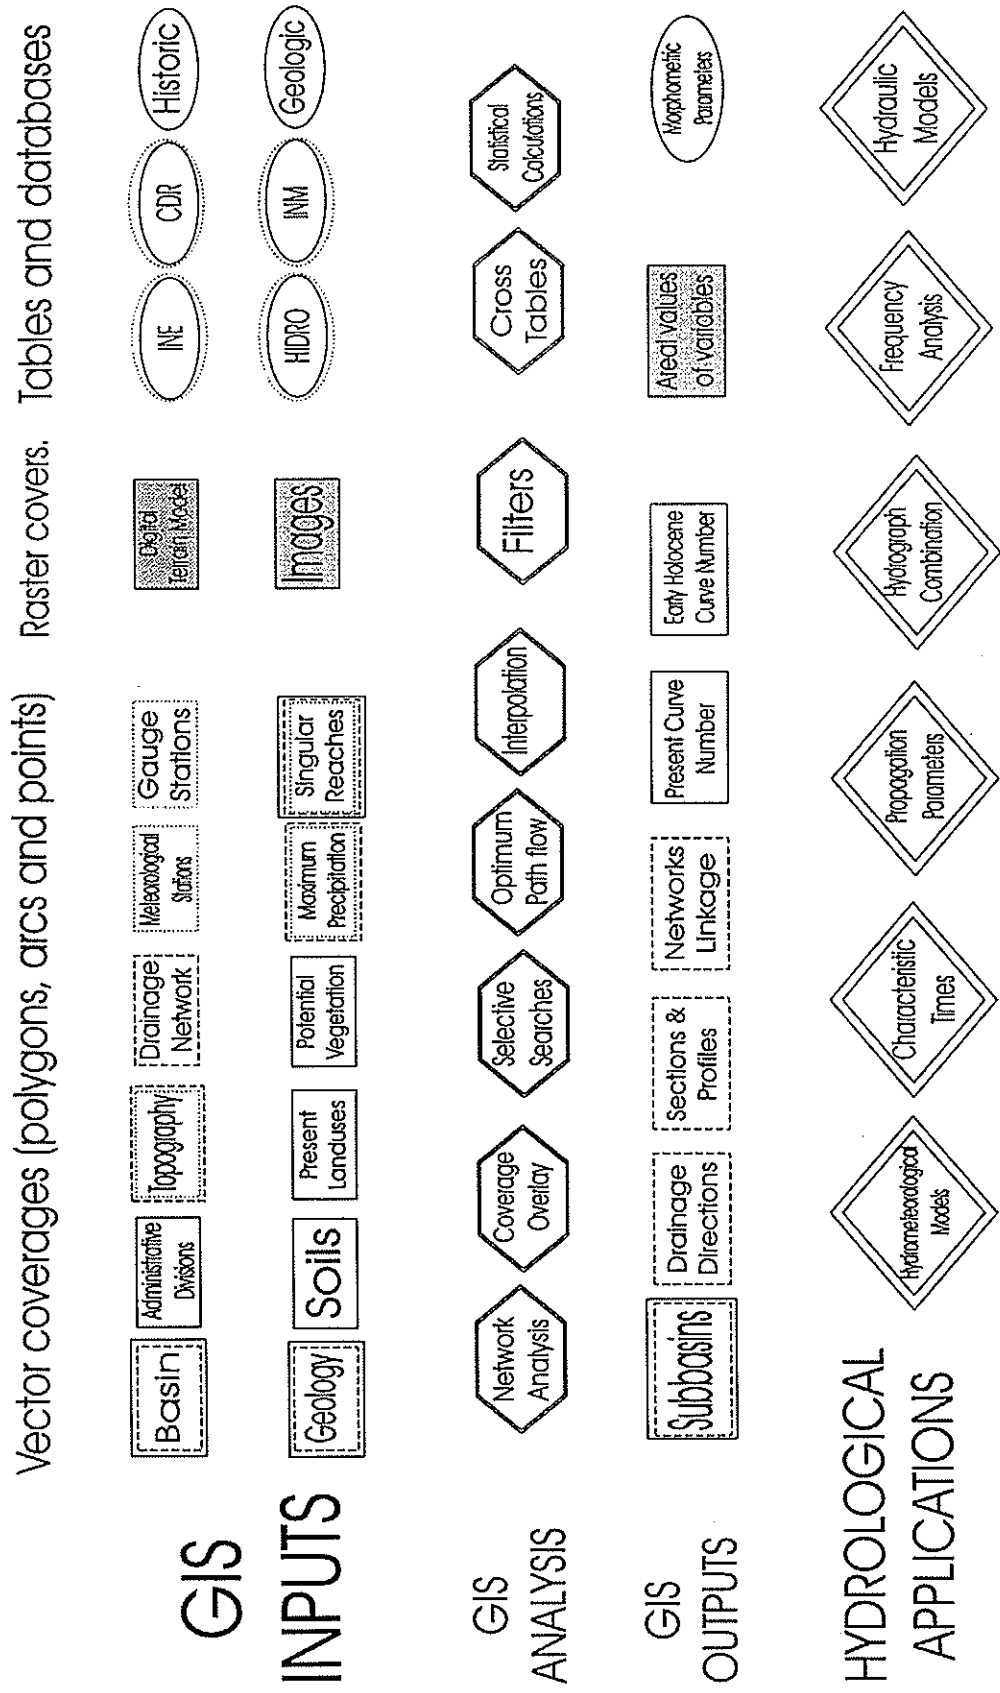 Vector coverages (polygons, arcs and points)
Raster covers.
Tables and databases
GIS
INPUTS
Basin
Administrative
Divisions
Topography
Drainage
Network
Meteorological
Stations
Gauge
Stations
Digital
Terrain Model
INE
CDR
Historic
Geology
Soils
Present
Landuses
Potential
Vegetation
Maximum
Precipitation
Singular
Reaches
Images
HIDRO
INM
Geologic
GIS
ANALYSIS
Network
Analysis
Coverage
Overlay
Selective
Searches
Optimum
Path flow
Interpolation
Filters
Cross
Tables
Statistical
Calculations
GIS
OUTPUTS
Subbasins
Drainage
Directions
Sections &
Profiles
Networks
Linkage
Present Curve
Number
Early Holocene
Curve Number
Areal values
of variables
Morphometric
Parameters
HYDROLOGICAL
APPLICATIONS
Hydrometeorological
Models
Characteristic
Times
Propagation
Parameters
Hydrograph
Combination
Frequency
Analysis
Hydraulic
Models